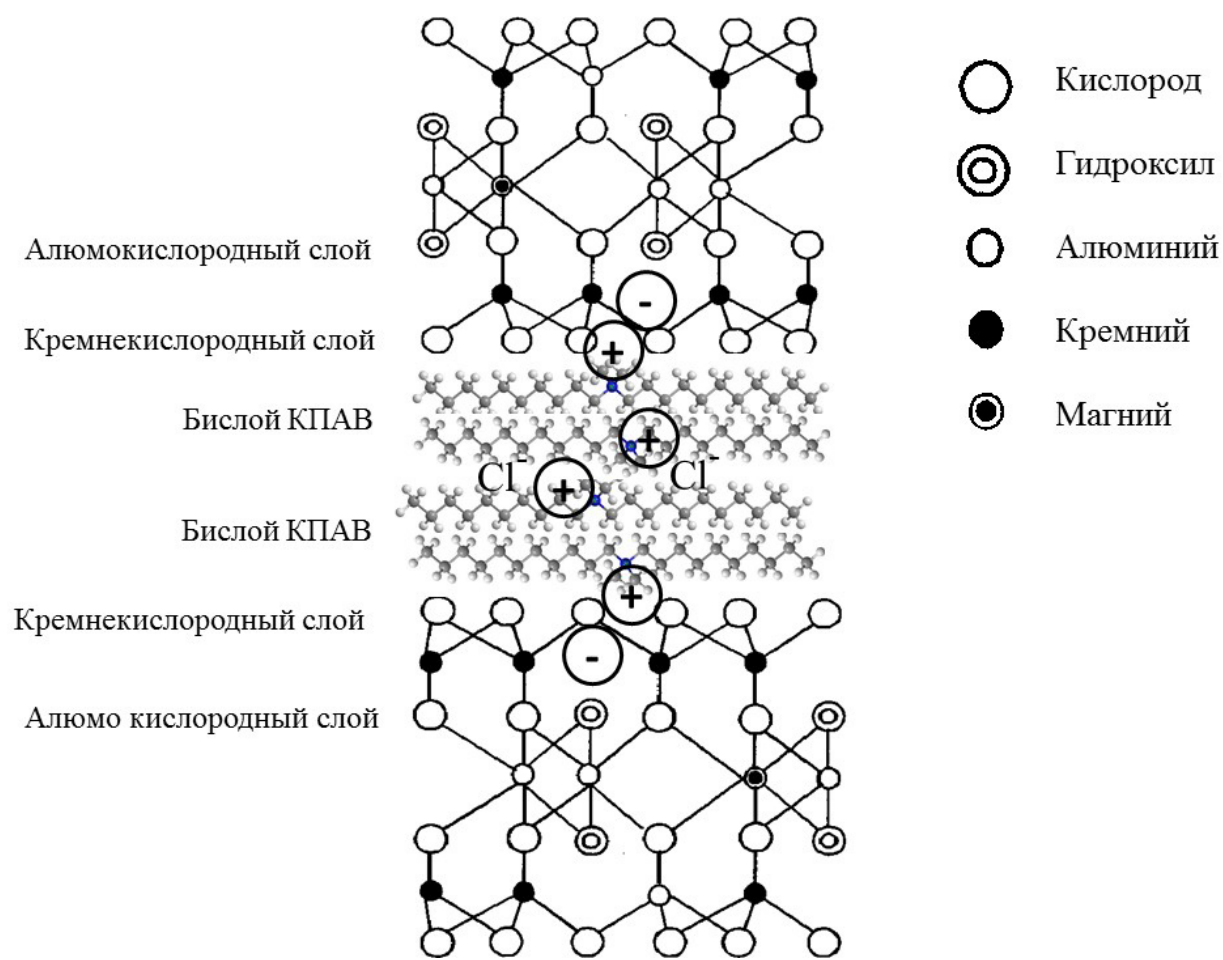 Кислород
Гидроксил
Алюмокислородный слой
Алюминий
-
Кремнекислородный слой
Кремний
+
Бислой КПАВ
Магний
+
Cl-
+
Cl-
Бислой КПАВ
+
Кремнекислородный слой
-
Алюмо кислородный слой